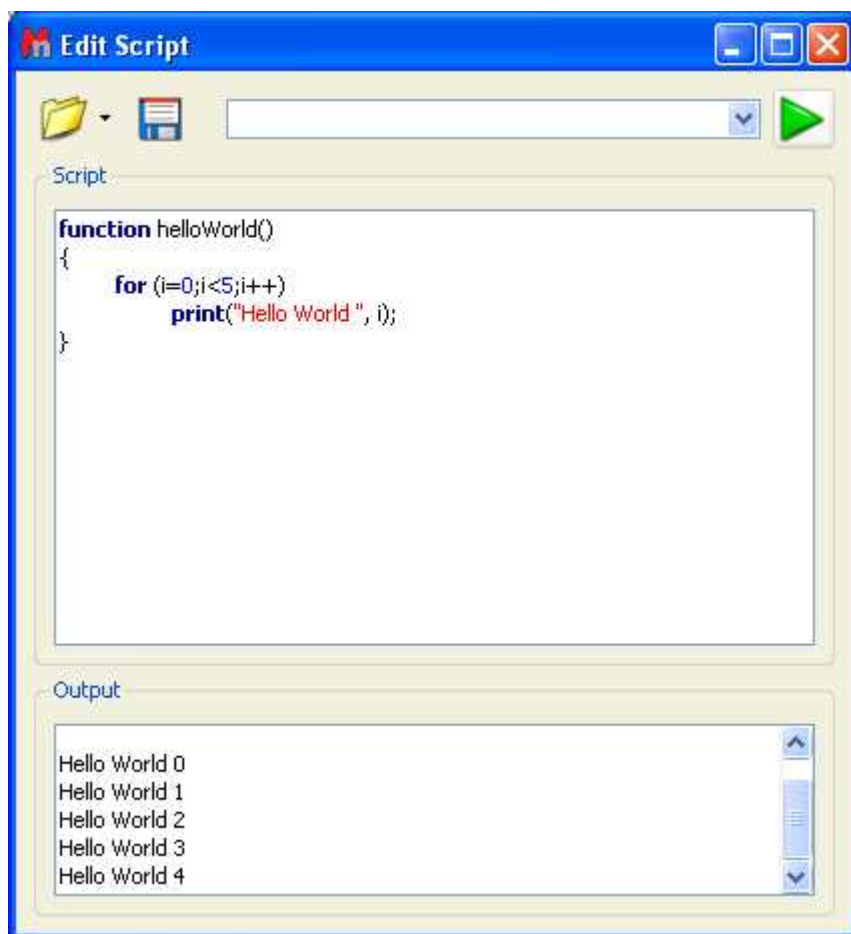 Edit Script
Script
function helloWorld()
{
for (i=0;i<5;i++)
print("Hello World ", i);
}
Output
Hello World 0
Hello World 1
Hello World 2
Hello World 3
Hello World 4